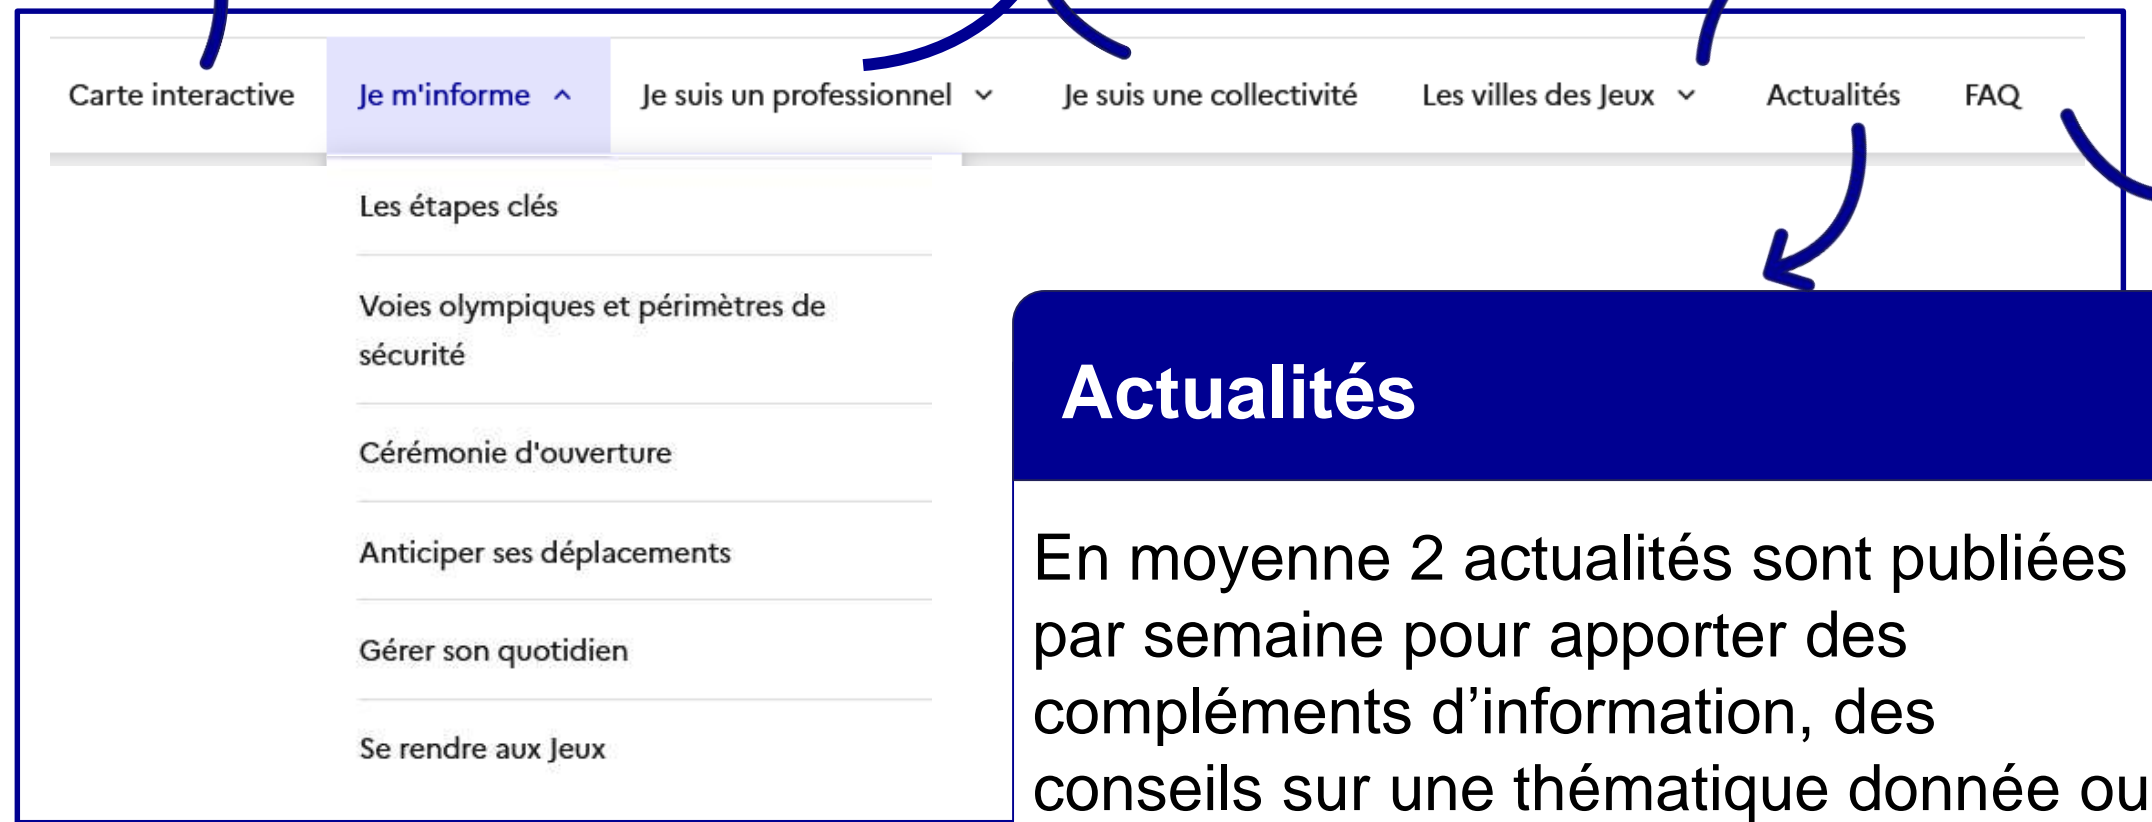 Carte interactive Je m'informe Je suis un professionnel Je suis une collectivité Les villes des Jeux Actualités FAQ
Les étapes clés
Voies olympiques et périmètres de
sécurité
Cérémonie d'ouverture
Anticiper ses déplacements
Gérer son quotidien
Se rendre aux Jeux
Actualités
En moyenne 2 actualités sont publiées
par semaine pour apporter des
compléments d’information, des
conseils sur une thématique donnée ou